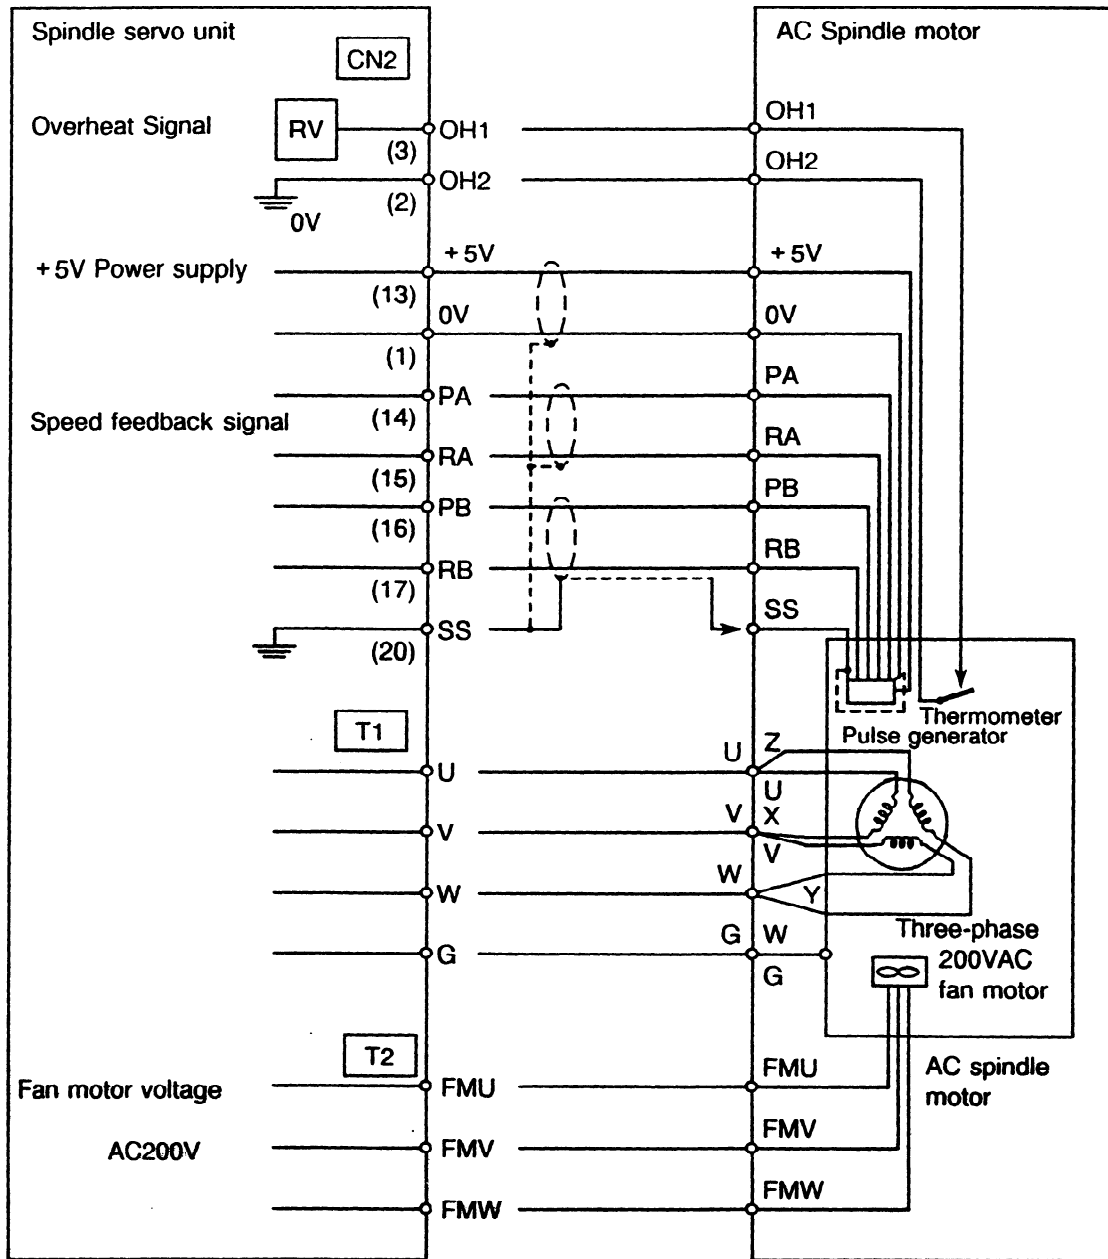 Spindle servo unit
AC Spindle motor
CN2
Overheat Signal
RV
OH1
OH1
(3)
OH2
OH2
(2)
0V
+5V
+5V
+5V Power supply
(13)
0V
0V
(1)
PA
PA
(14)
Speed feedback signal
RA
RA
(15)
PB
PB
(16)
RB
RB
(17)
SS
SS
(20)
Thermometer
Pulse generator
T1
U
U
Z
U
V
V
X
V
W
W
Y
G
G
W
G
Three-phase
200VAC
fan motor
T2
AC spindle
motor
Fan motor voltage
FMU
FMU
AC200V
FMV
FMV
FMW
FMW